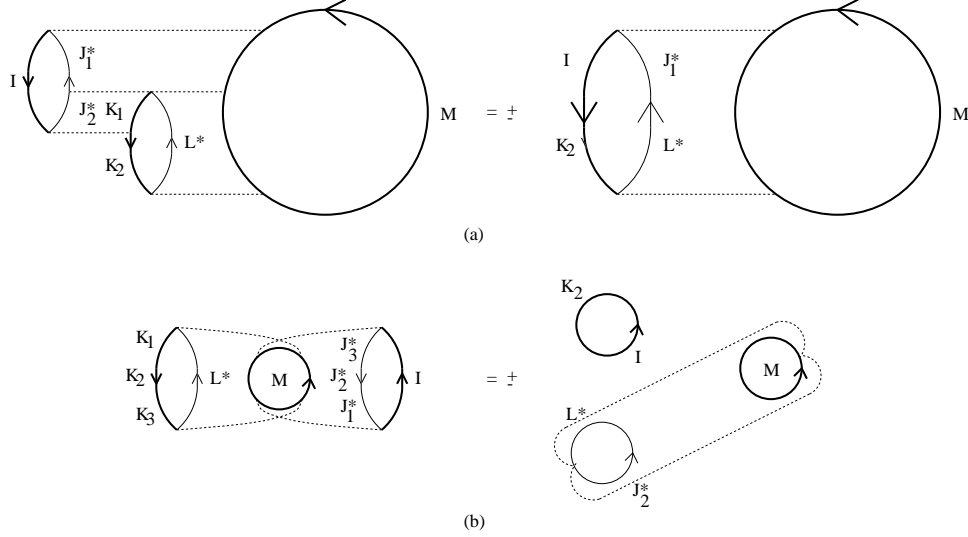 I J*1 J*2 K1 K2 L* M = ± I J*1 K2 L* M
(a)
K1 K2 K3 L* M J*3 J*2 J*1 I = ± K2 I M L* J*2
(b)